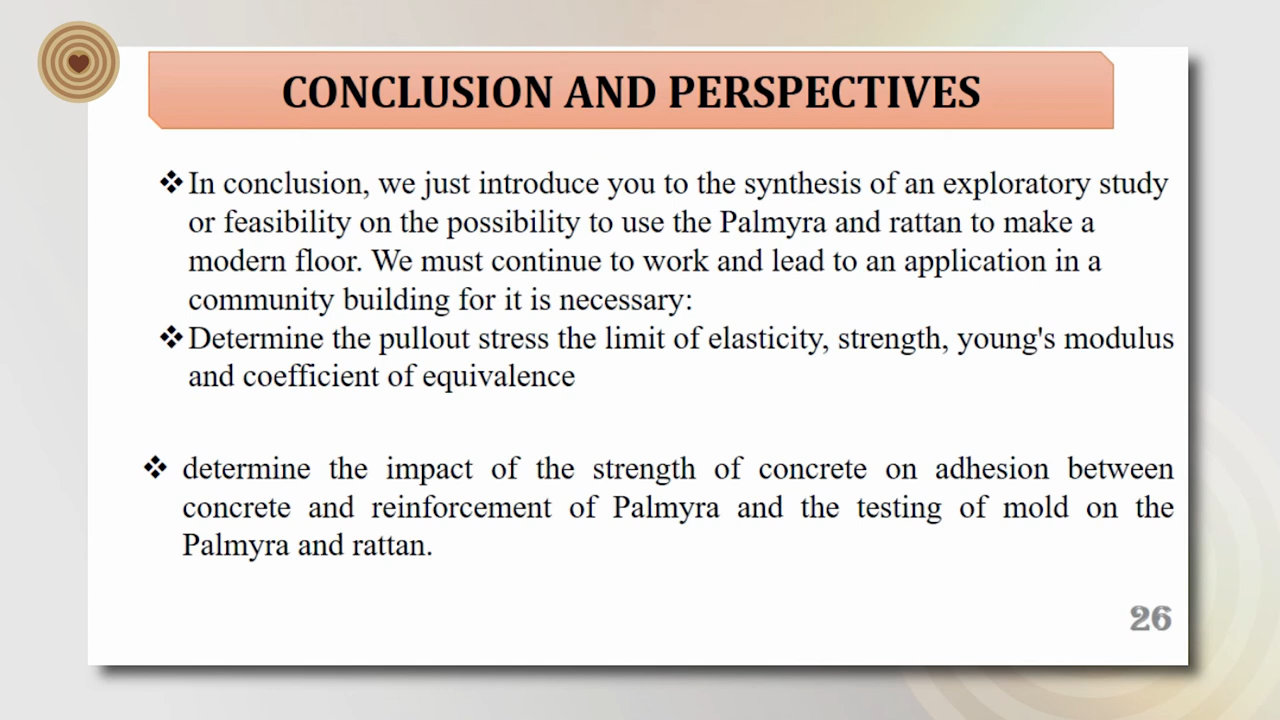 CONCLUSION AND PERSPECTIVES
❖In conclusion, we just introduce you to the synthesis of an exploratory study
or feasibility on the possibility to use the Palmyra and rattan to make a
modern floor. We must continue to work and lead to an application in a
community building for it is necessary:
❖Determine the pullout stress the limit of elasticity, strength, young's modulus
and coefficient of equivalence
❖ determine the impact of the strength of concrete on adhesion between
concrete and reinforcement of Palmyra and the testing of mold on the
Palmyra and rattan.
26